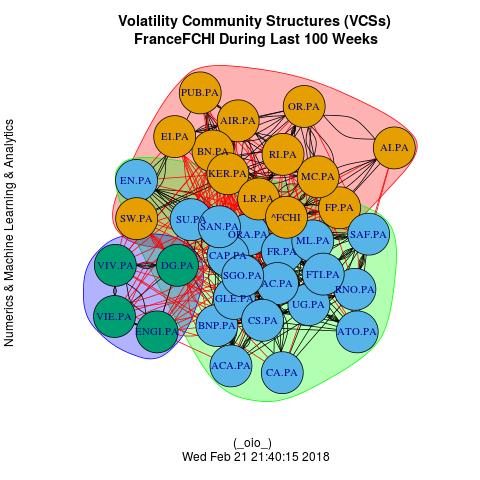 Volatility Community Structures (VCSs)
FranceFCHI During Last 100 Weeks
Numerics & Machine Learning & Analytics
PUB.PA
OR.PA
AIR.PA
EI.PA
AI.PA
BN.PA
RI.PA
KER.PA
MC.PA
EN.PA
LR.PA
FP.PA
SW.PA
SU.PA
^FCHI
SAN.PA
ORA.PA
SAF.PA
ML.PA
FR.PA
CAP.PA
VIV.PA
DG.PA
SGO.PA
FTI.PA
AC.PA
RNO.PA
GLE.PA
UG.PA
VIE.PA
CS.PA
ENGI.PA
BNP.PA
ATO.PA
ACA.PA
CA.PA
(_oio_)
Wed Feb 21 21:40:15 2018